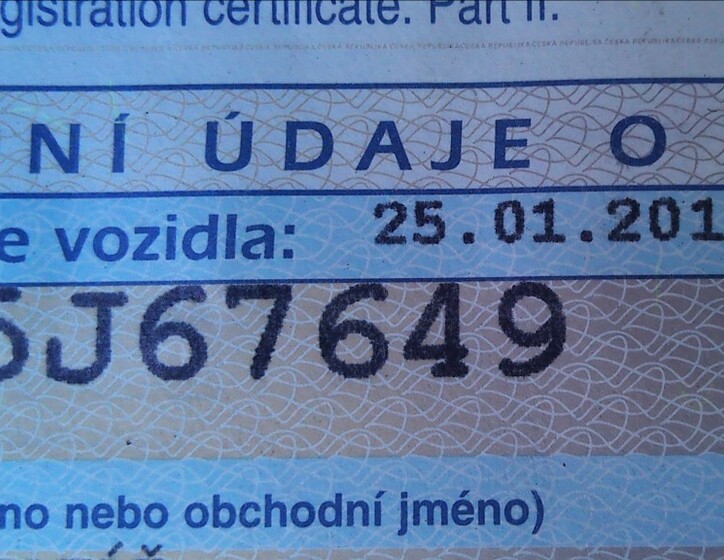 gistration certificate. Part II.
NÍ ÚDAJE O
e vozidla: 25.01.201
5J67649
no nebo obchodní jméno)